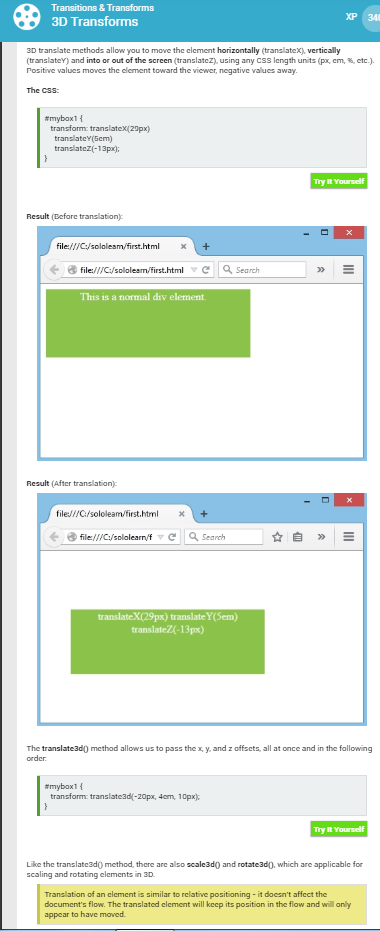 Transitions & Transforms
3D Transforms
XP
340
3D translate methods allow you to move the element horizontally (translateX), vertically
(translateY) and into or out of the screen (translateZ), using any CSS length units (px, em, %, etc.).
Positive values moves the element toward the viewer, negative values away.
The CSS:
#mybox1 {
transform: translateX(29px)
translateY(5em)
translateZ(-13px);
}
Try It Yourself
Result (Before translation):
file:///C:/sololearn/first.html
file:///C:/sololearn/first.html
Search
This is a normal div element.
Result (After translation):
file:///C:/sololearn/first.html
file:///C:/sololearn/f
Search
translateX(29px) translateY(5em)
translateZ(-13px)
The translate3d() method allows us to pass the x, y, and z offsets, all at once and in the following
order:
#mybox1 {
transform: translate3d(-20px, 4em, 10px);
}
Try It Yourself
Like the translate3d() method, there are also scale3d() and rotate3d(), which are applicable for
scaling and rotating elements in 3D.
Translation of an element is similar to relative positioning - it doesn't affect the
document's flow. The translated element will keep its position in the flow and will only
appear to have moved.